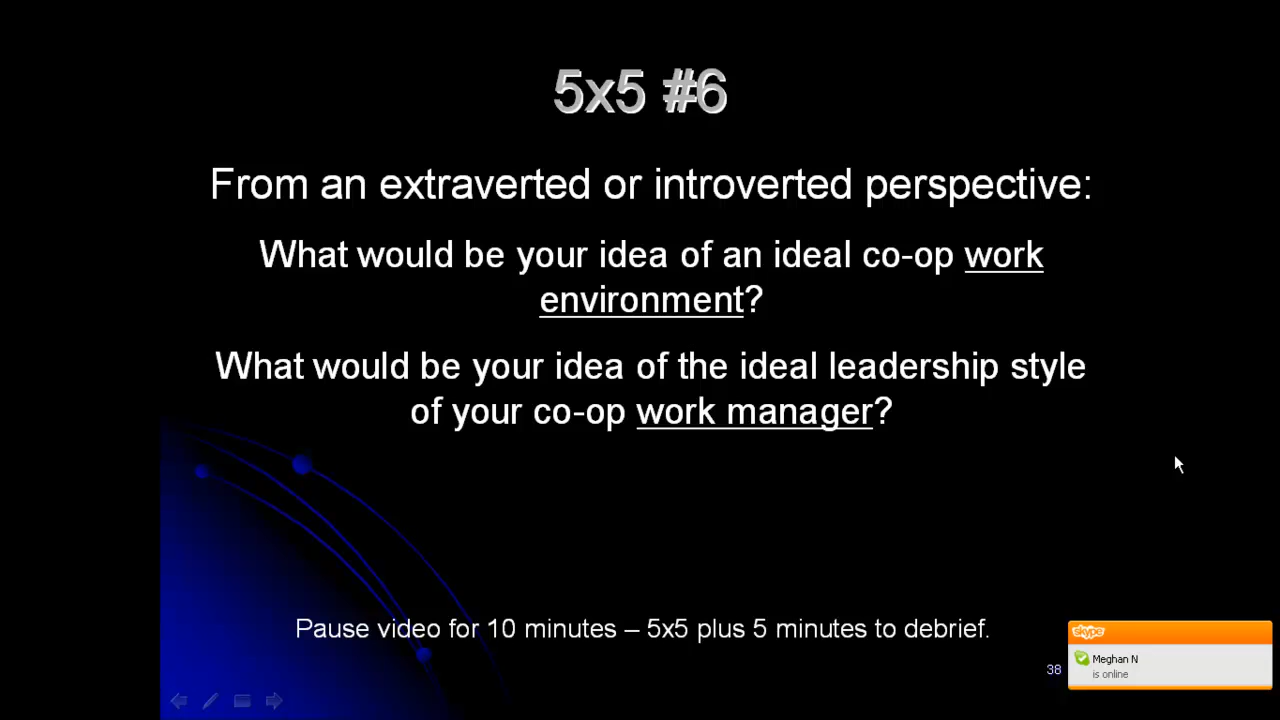 5x5 #6
From an extraverted or introverted perspective:
What would be your idea of an ideal co-op work
environment?
What would be your idea of the ideal leadership style
of your co-op work manager?
Pause video for 10 minutes – 5x5 plus 5 minutes to debrief.
38
skype
Meghan N
is online